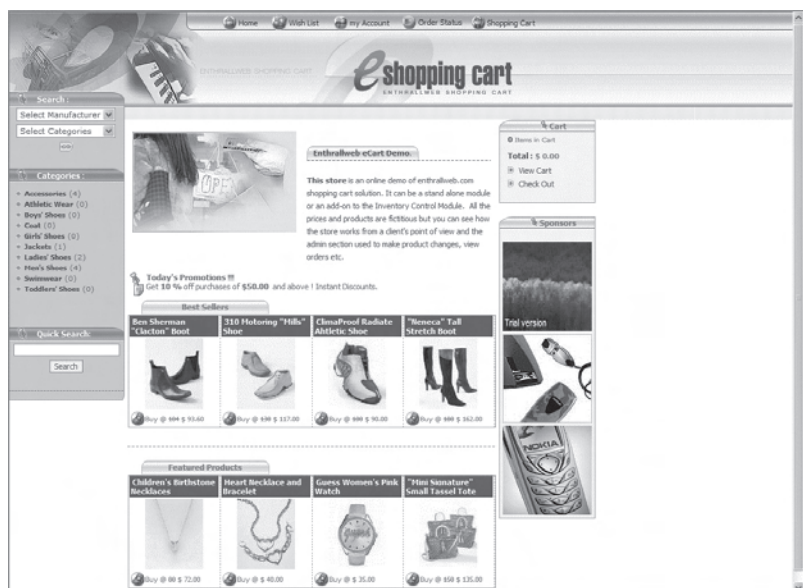 Home Wish List my Account Order Status Shopping Cart
ENTHRALLWEB SHOPPING CART
e shopping cart
ENTHRALLWEB SHOPPING CART
Search:
Select Manufacturer
Select Categories
Categories:
Accessories (4)
Athletic Wear (0)
Boys' Shoes (0)
Coat (0)
Girls' Shoes (0)
Jackets (1)
Ladies' Shoes (2)
Men's Shoes (4)
Swimwear (0)
Toddlers' Shoes (0)
Quick Search:
Search
OPE
Enthrallweb eCart Demo.
This store is an online demo of enthrallweb.com
shopping cart solution. It can be a stand alone module
or an add-on to the Inventory Control Module. All the
prices and products are fictitious but you can see how
the store works from a client's point of view and the
admin section used to make product changes, view
orders etc.
Today's Promotions !!!
Get 10 % off purchases of $50.00 and above ! Instant Discounts.
Best Sellers
Ben Sherman "Clacton" Boot
310 Motoring "Mills" Shoe
ClimaProof Radiate Ahtletic Shoe
"Neneca" Tall Stretch Boot
Buy @ 104 $ 93.60
Buy @ 130 $ 117.00
Buy @ 100 $ 90.00
Buy @ 180 $ 162.00
Featured Products
Children's Birthstone Necklaces
Heart Necklace and Bracelet
Guess Women's Pink Watch
"Mini Signature" Small Tassel Tote
Buy @ 80 $ 72.00
Buy @ $ 40.00
Buy @ $ 35.00
Buy @ 150 $ 135.00
Cart
0 Items in Cart
Total: $ 0.00
View Cart
Check Out
Sponsors
Trial version
NOKIA